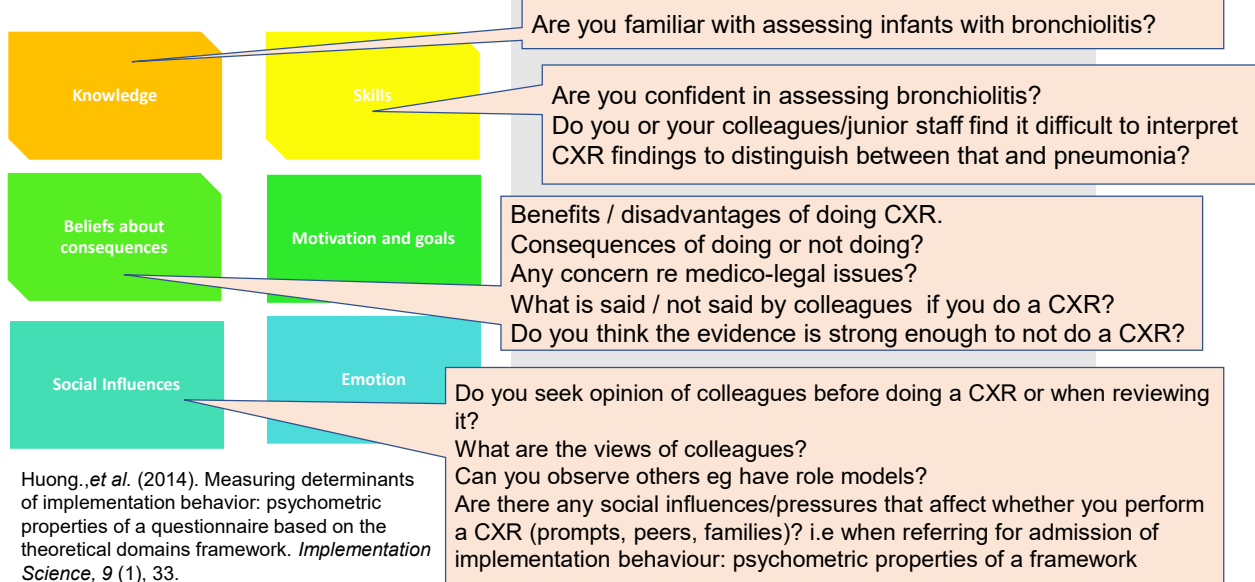 Are you familiar with assessing infants with bronchiolitis?
Knowledge
Skills
Are you confident in assessing bronchiolitis?
Do you or your colleagues/junior staff find it difficult to interpret
CXR findings to distinguish between that and pneumonia?
Beliefs about
consequences
Motivation and goals
Benefits / disadvantages of doing CXR.
Consequences of doing or not doing?
Any concern re medico-legal issues?
What is said / not said by colleagues if you do a CXR?
Do you think the evidence is strong enough to not do a CXR?
Social Influences
Emotion
Do you seek opinion of colleagues before doing a CXR or when reviewing
it?
What are the views of colleagues?
Can you observe others eg have role models?
Are there any social influences/pressures that affect whether you perform
a CXR (prompts, peers, families)? i.e when referring for admission of
implementation behaviour: psychometric properties of a framework
Huong.,et al. (2014). Measuring determinants
of implementation behavior: psychometric
properties of a questionnaire based on the
theoretical domains framework. Implementation
Science, 9 (1), 33.